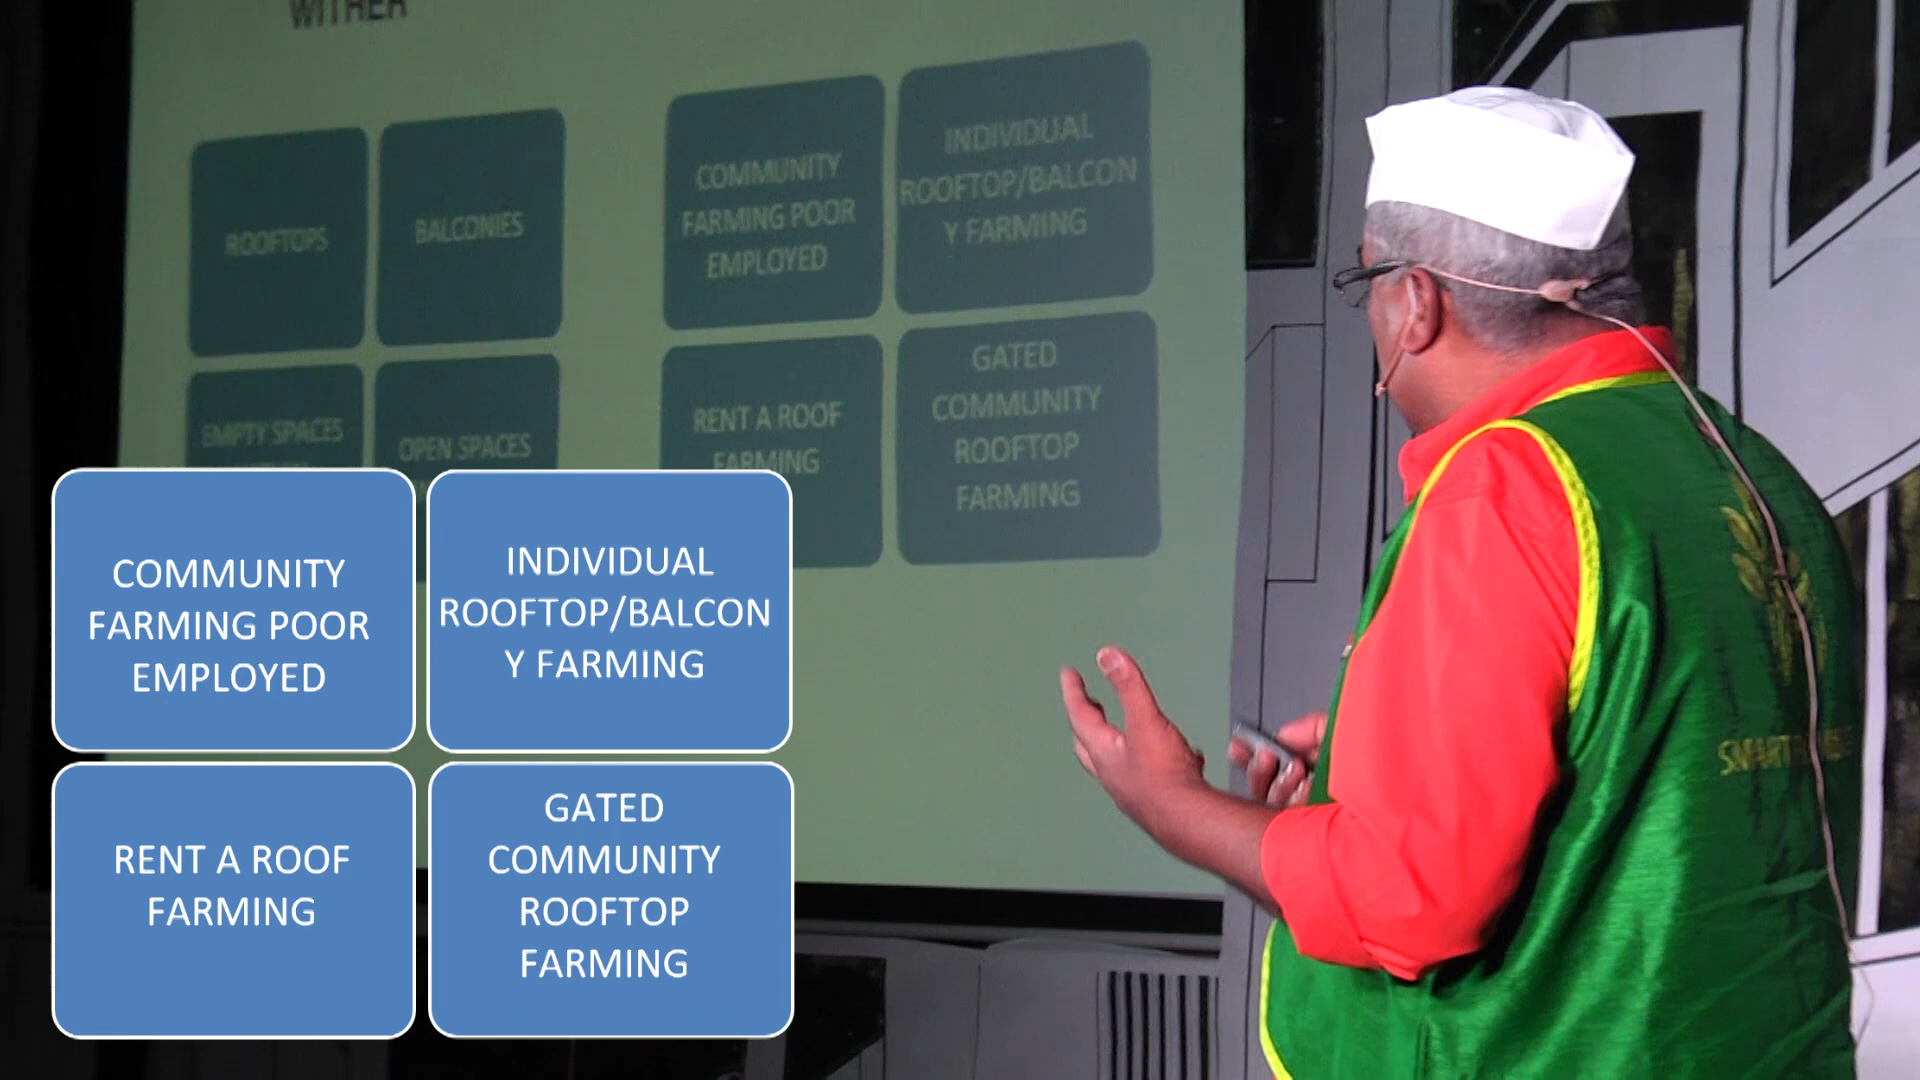 WITHER
ROOFTOPS
BALCONIES
EMPTY SPACES
OPEN SPACES
COMMUNITY
FARMING POOR
EMPLOYED
INDIVIDUAL
ROOFTOP/BALCON
Y FARMING
RENT A ROOF
FARMING
GATED
COMMUNITY
ROOFTOP
FARMING
COMMUNITY
FARMING POOR
EMPLOYED
INDIVIDUAL
ROOFTOP/BALCON
Y FARMING
RENT A ROOF
FARMING
GATED
COMMUNITY
ROOFTOP
FARMING